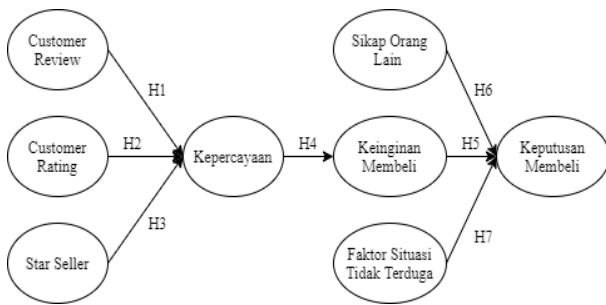 Customer
Review
H1
Customer
Rating
H2
Star Seller
H3
Kepercayaan
H4
Sikap Orang
Lain
H6
Keinginan
Membeli
H5
Faktor Situasi
Tidak Terduga
H7
Keputusan
Membeli